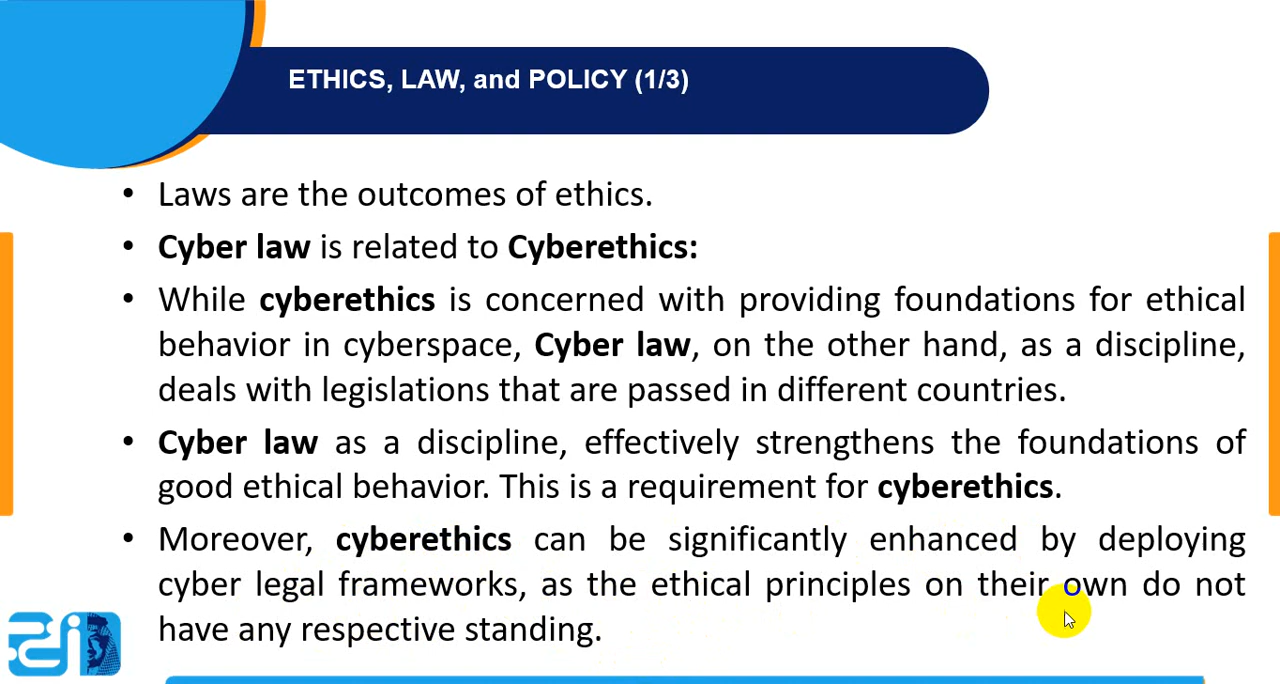 ETHICS, LAW, and POLICY (1/3)
• Laws are the outcomes of ethics.
• Cyber law is related to Cyberethics:
• While cyberethics is concerned with providing foundations for ethical
behavior in cyberspace, Cyber law, on the other hand, as a discipline,
deals with legislations that are passed in different countries.
• Cyber law as a discipline, effectively strengthens the foundations of
good ethical behavior. This is a requirement for cyberethics.
• Moreover, cyberethics can be significantly enhanced by deploying
cyber legal frameworks, as the ethical principles on their own do not
have any respective standing.